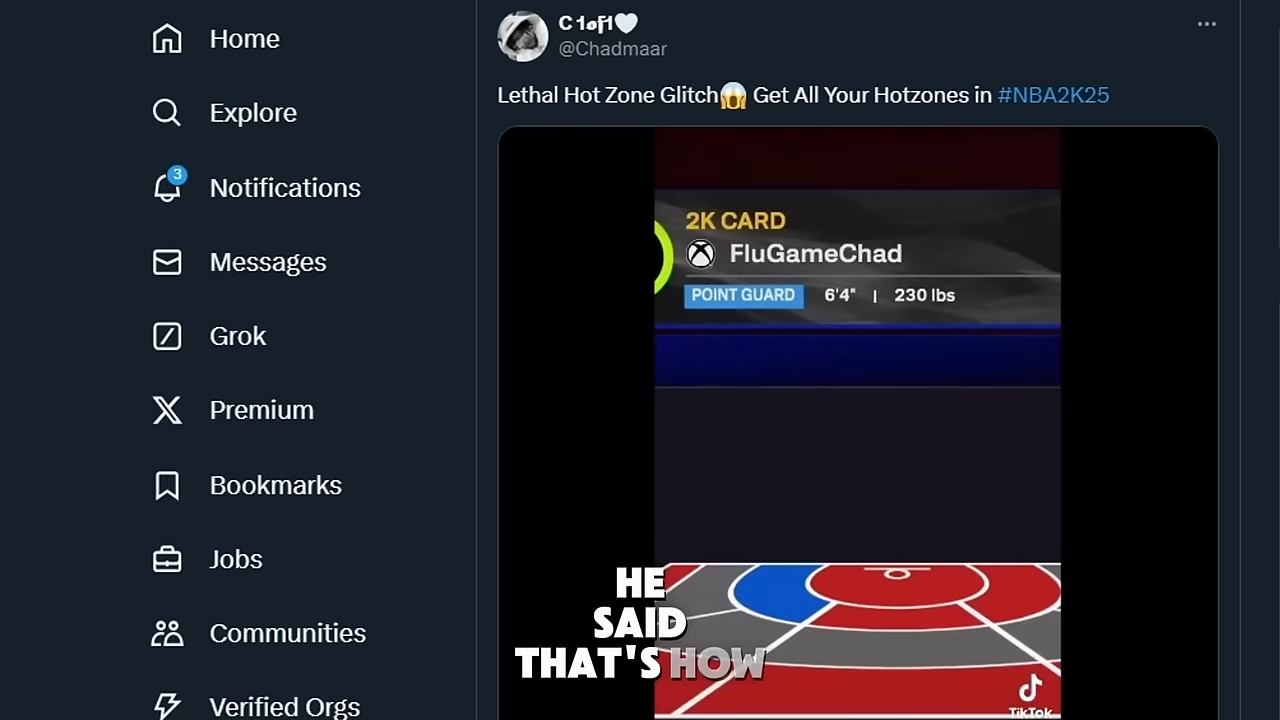 Home
Explore
3
Notifications
Messages
Grok
Premium
Bookmarks
Jobs
Communities
Verified Orgs
C 1of1🤍
@Chadmaar
Lethal Hot Zone Glitch😱 Get All Your Hotzones in #NBA2K25
2K CARD
FluGameChad
POINT GUARD 6'4" | 230 lbs
HE
SAID
THAT'S HOW
TikTok